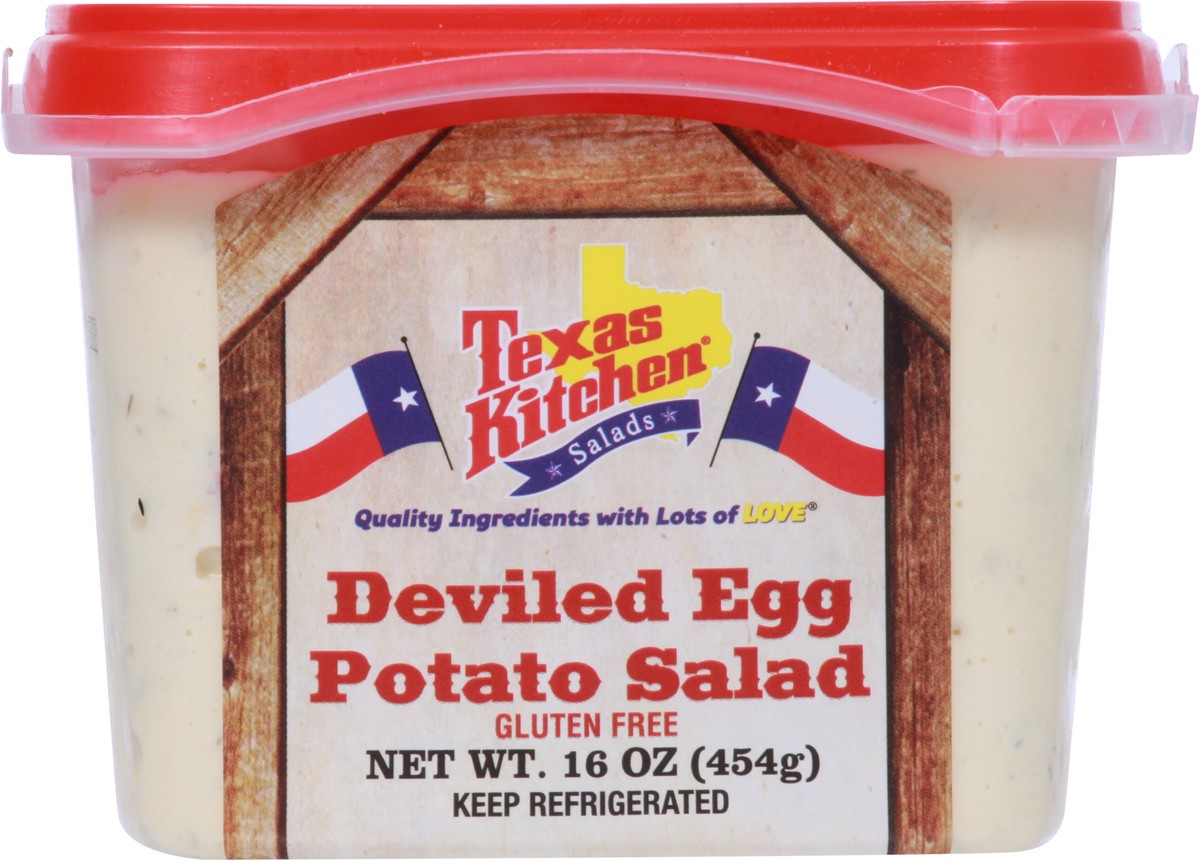 Texas
Kitchen®
Salads
Quality Ingredients with Lots of LOVE®
Deviled Egg
Potato Salad
GLUTEN FREE
NET WT. 16 OZ (454g)
KEEP REFRIGERATED